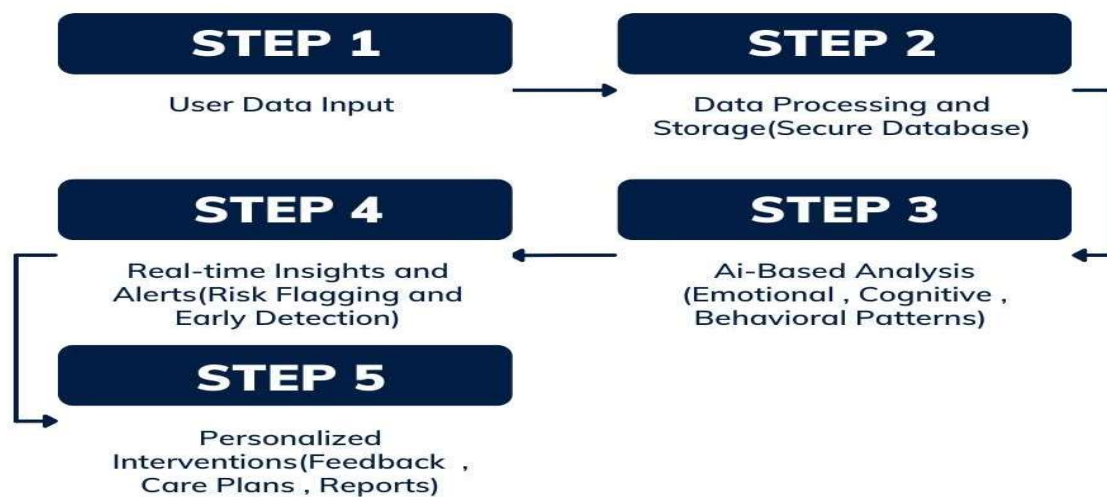 STEP 1
User Data Input
STEP 2
Data Processing and
Storage(Secure Database)
STEP 3
Ai-Based Analysis
(Emotional , Cognitive ,
Behavioral Patterns)
STEP 4
Real-time Insights and
Alerts(Risk Flagging and
Early Detection)
STEP 5
Personalized
Interventions(Feedback ,
Care Plans , Reports)